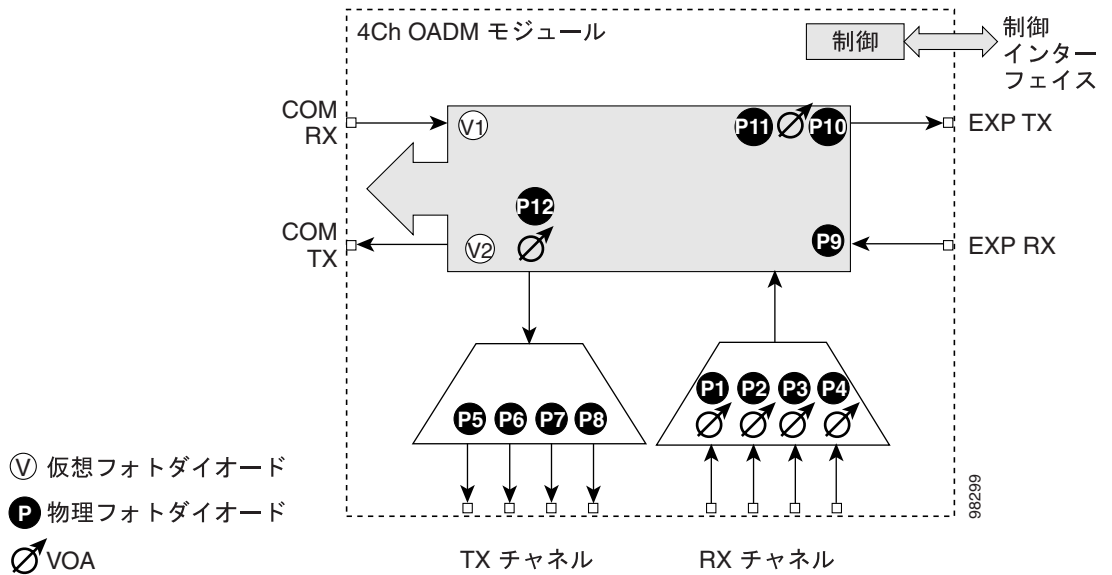 4Ch OADM モジュール
制御
制御
インター
フェイス
COM
RX
V1
P11
P10
EXP TX
P12
COM
TX
V2
P9
EXP RX
P1
P2
P3
P4
P5
P6
P7
P8
V 仮想フォトダイオード
P 物理フォトダイオード
VOA
TX チャネル
RX チャネル
98299